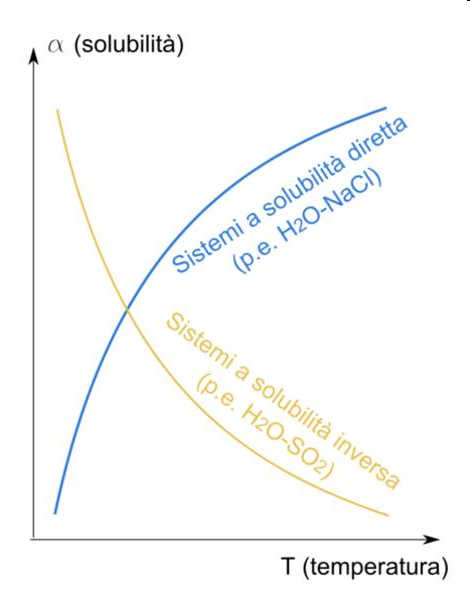 α (solubilità)
Sistemi a solubilità diretta
(p.e. H2O-NaCl)
Sistemi a solubilità inversa
(p.e. H2O-SO2)
T (temperatura)